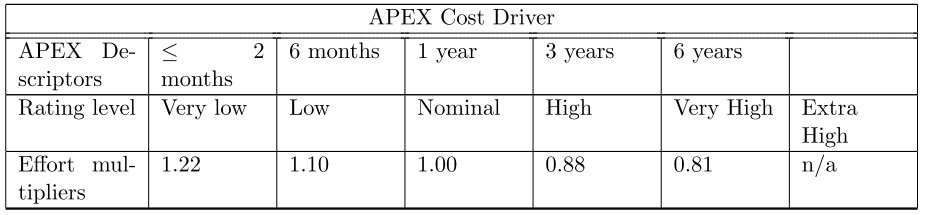 APEX Cost Driver
APEX De- ≤ 2 6 months 1 year 3 years 6 years
scriptors months
Rating level Very low Low Nominal High Very High Extra
High
Effort mul- 1.22 1.10 1.00 0.88 0.81 n/a
tipliers